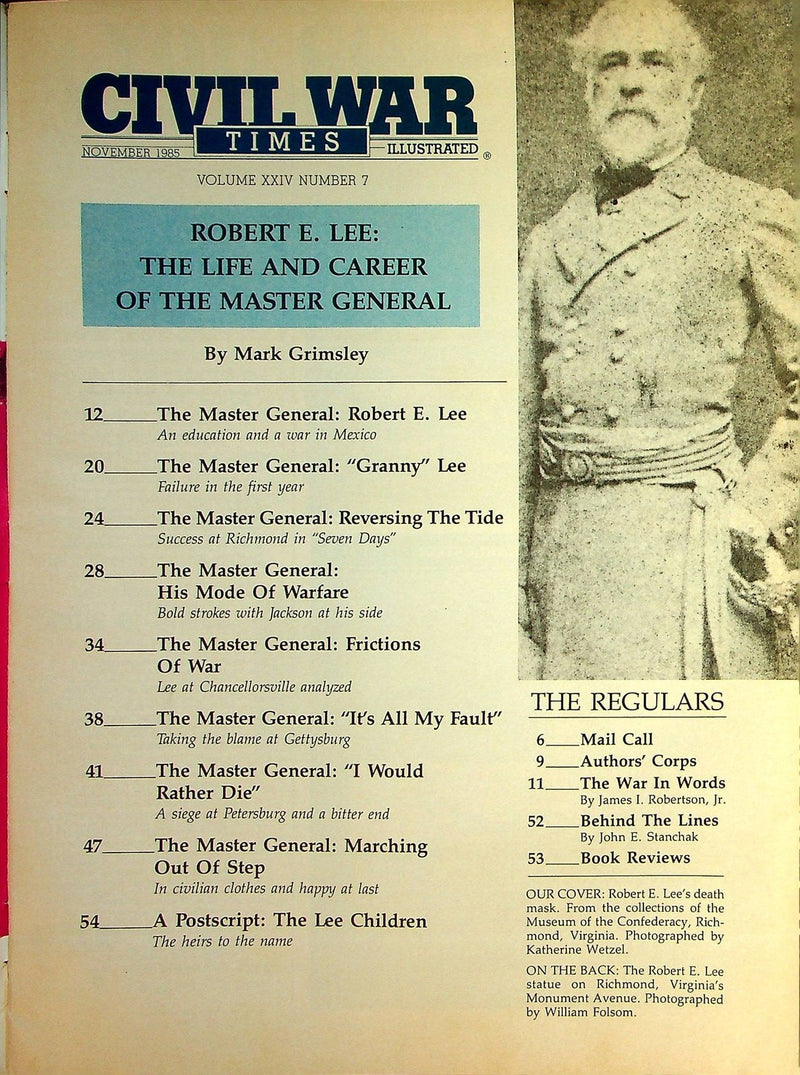 CIVIL WAR
TIMES
NOVEMBER 1985
ILLUSTRATED®
VOLUME XXIV NUMBER 7
ROBERT E. LEE:
THE LIFE AND CAREER
OF THE MASTER GENERAL
By Mark Grimsley
12 The Master General: Robert E. Lee
An education and a war in Mexico
20 The Master General: "Granny" Lee
Failure in the first year
24 The Master General: Reversing The Tide
Success at Richmond in "Seven Days"
28 The Master General:
His Mode Of Warfare
Bold strokes with Jackson at his side
34 The Master General: Frictions
Of War
Lee at Chancellorsville analyzed
38 The Master General: "It's All My Fault"
Taking the blame at Gettysburg
41 The Master General: "I Would
Rather Die"
A siege at Petersburg and a bitter end
47 The Master General: Marching
Out Of Step
In civilian clothes and happy at last
54 A Postscript: The Lee Children
The heirs to the name
THE REGULARS
6 Mail Call
9 Authors' Corps
11 The War In Words
By James I. Robertson, Jr.
52 Behind The Lines
By John E. Stanchak
53 Book Reviews
OUR COVER: Robert E. Lee's death
mask. From the collections of the
Museum of the Confederacy, Rich-
mond, Virginia. Photographed by
Katherine Wetzel.
ON THE BACK: The Robert E. Lee
statue on Richmond, Virginia's
Monument Avenue. Photographed
by William Folsom.